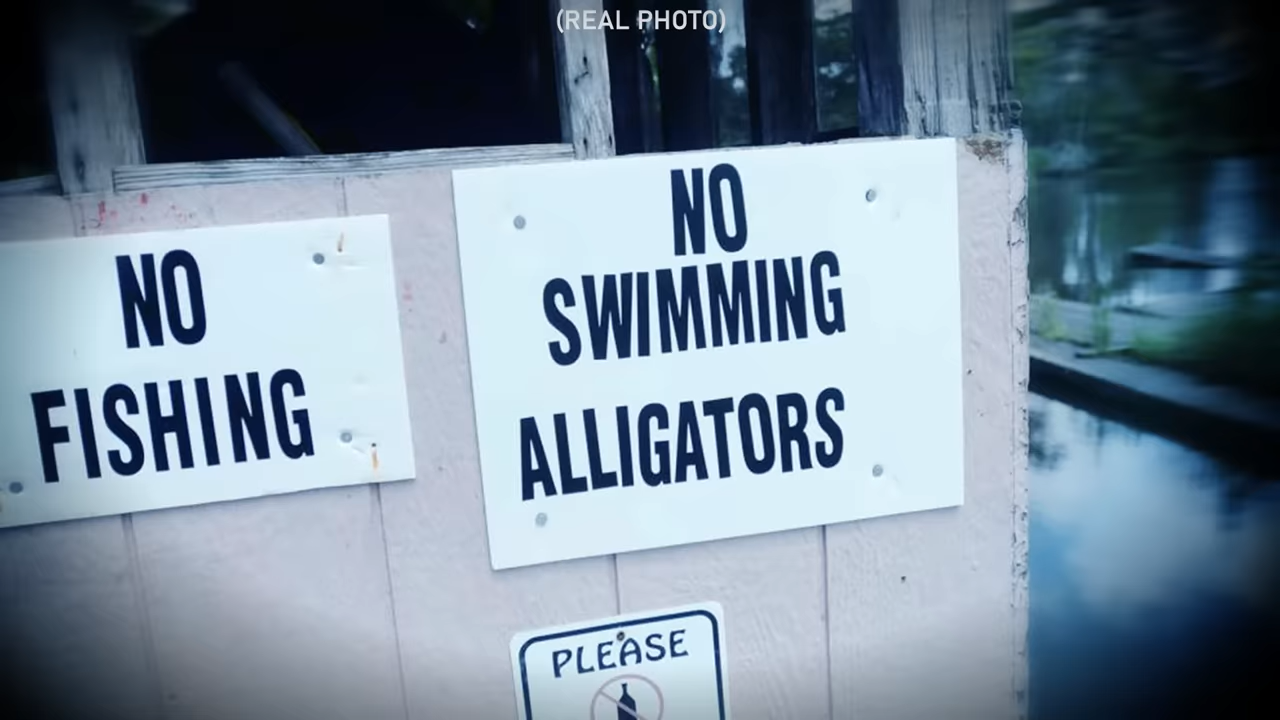 (REAL PHOTO)
NO
FISHING
NO
SWIMMING
ALLIGATORS
PLEASE